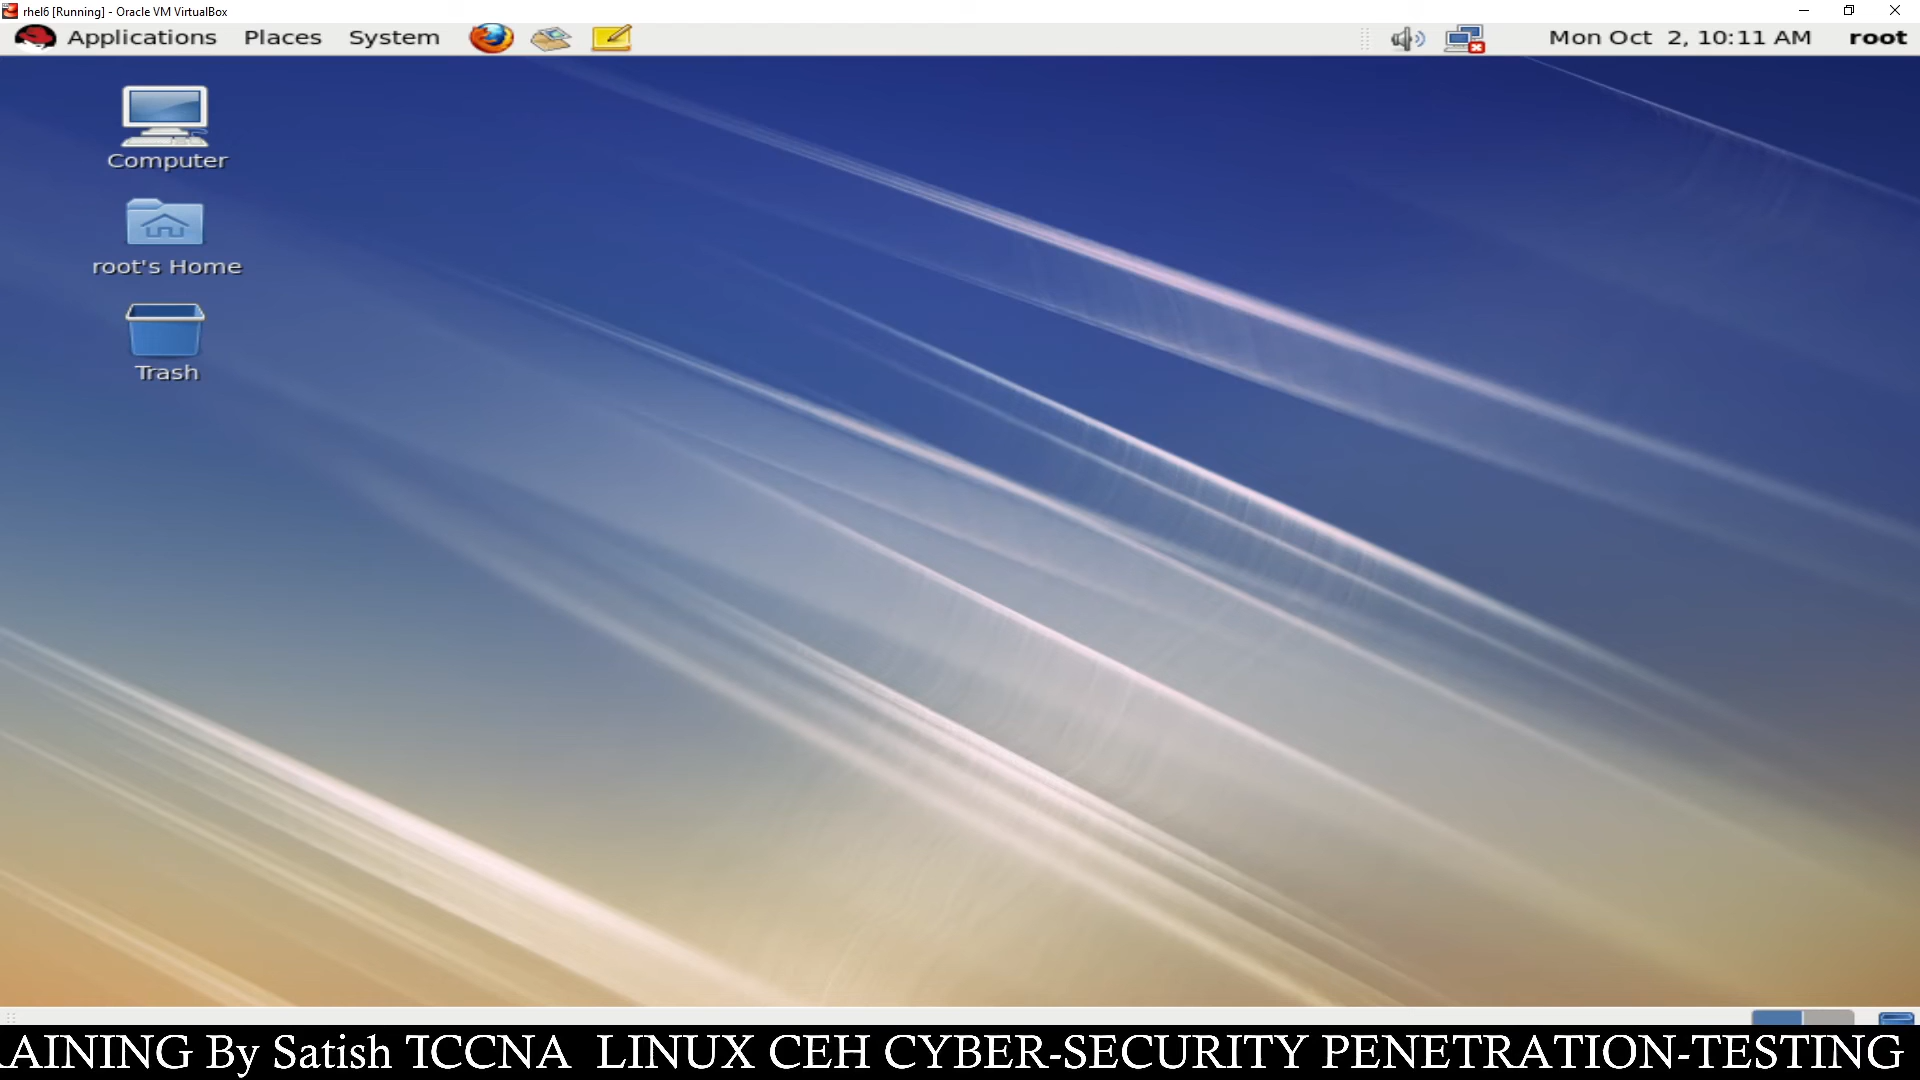 rhel6 [Running] - Oracle VM VirtualBox
Applications Places System Mon Oct 2, 10:11 AM root
Computer
root's Home
Trash
RAINING By Satish TCCNA LINUX CEH CYBER-SECURITY PENETRATION-TESTING